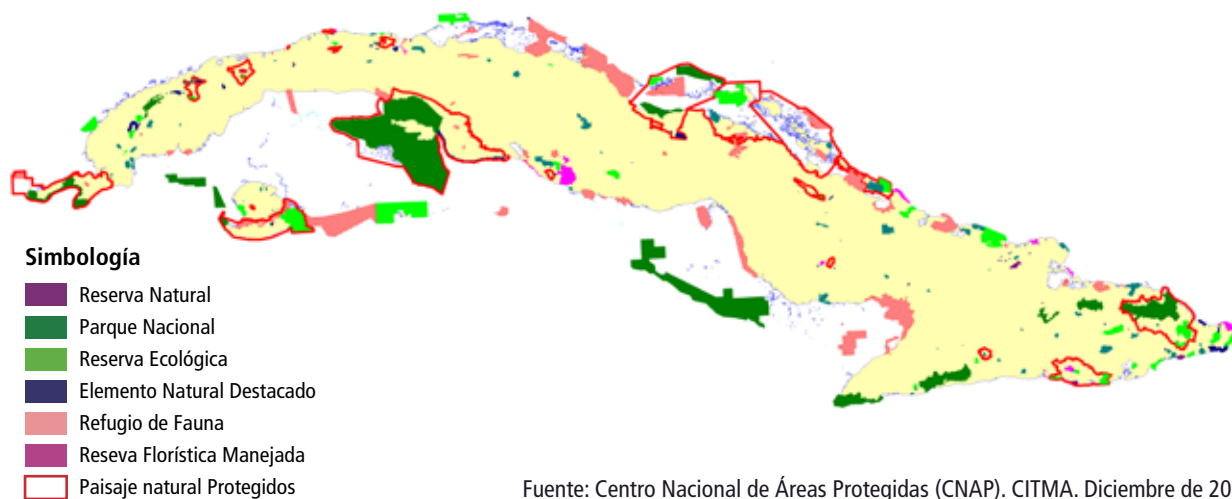 Simbología
Reserva Natural
Parque Nacional
Reserva Ecológica
Elemento Natural Destacado
Refugio de Fauna
Reseva Florística Manejada
Paisaje natural Protegidos
Fuente: Centro Nacional de Áreas Protegidas (CNAP). CITMA. Diciembre de 20